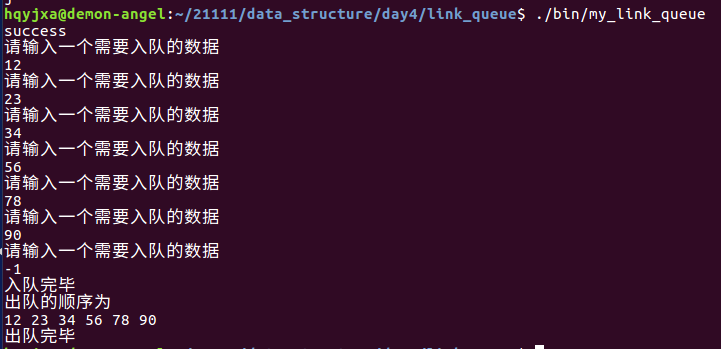 hqyjxa@demon-angel:~/21111/data_structure/day4/link_queue$ ./bin/my_link_queue
success
请输入一个需要入队的数据
12
请输入一个需要入队的数据
23
请输入一个需要入队的数据
34
请输入一个需要入队的数据
56
请输入一个需要入队的数据
78
请输入一个需要入队的数据
90
请输入一个需要入队的数据
-1
入队完毕
出队的顺序为
12 23 34 56 78 90
出队完毕